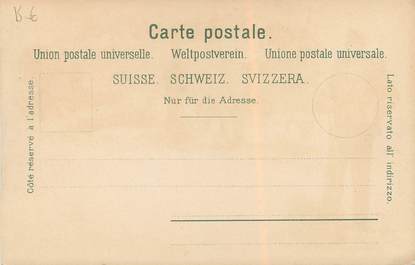 Carte postale.
Union postale universelle. Weltpostverein. Unione postale universale.
SUISSE. SCHWEIZ. SVIZZERA.
Nur für die Adresse.
Côté réservé à l'adresse.
Lato riservato all' indirizzo.